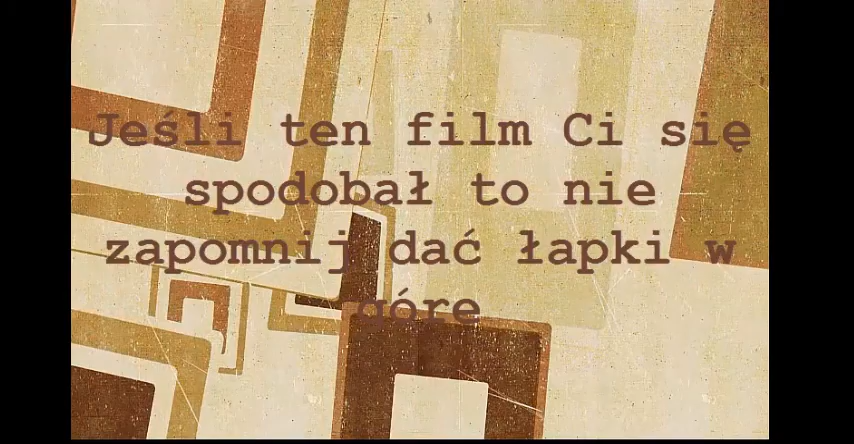 Jeśli ten film Ci się
spodobał to nie
zapomnij dać łapki w
górę